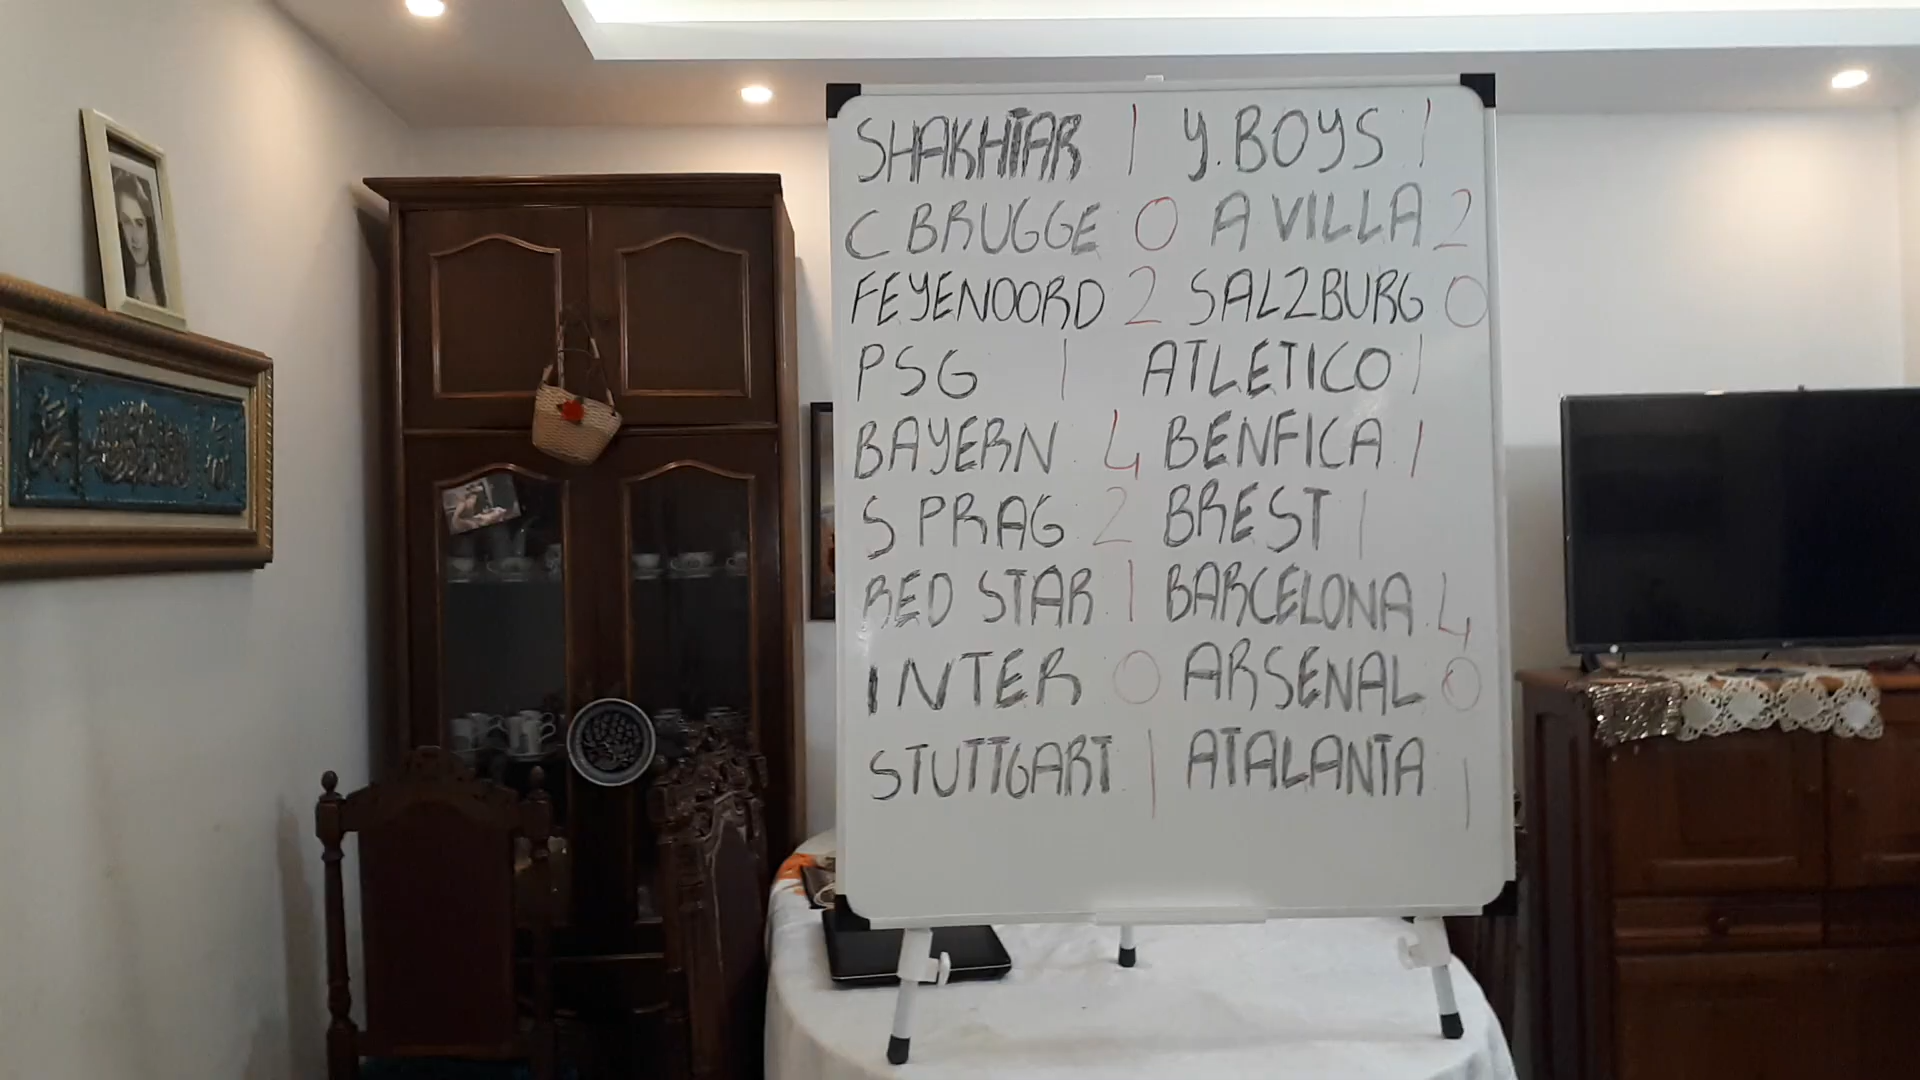 SHAKHTAR 1 Y.BOYS 1
C BRUGGE 0 A VILLA 2
FEYENOORD 2 SALZBURG 0
PSG 1 ATLETICO 1
BAYERN 4 BENFICA 1
S PRAG 2 BREST 1
RED STAR 1 BARCELONA 4
INTER 0 ARSENAL 0
STUTTGART 1 ATALANTA 1